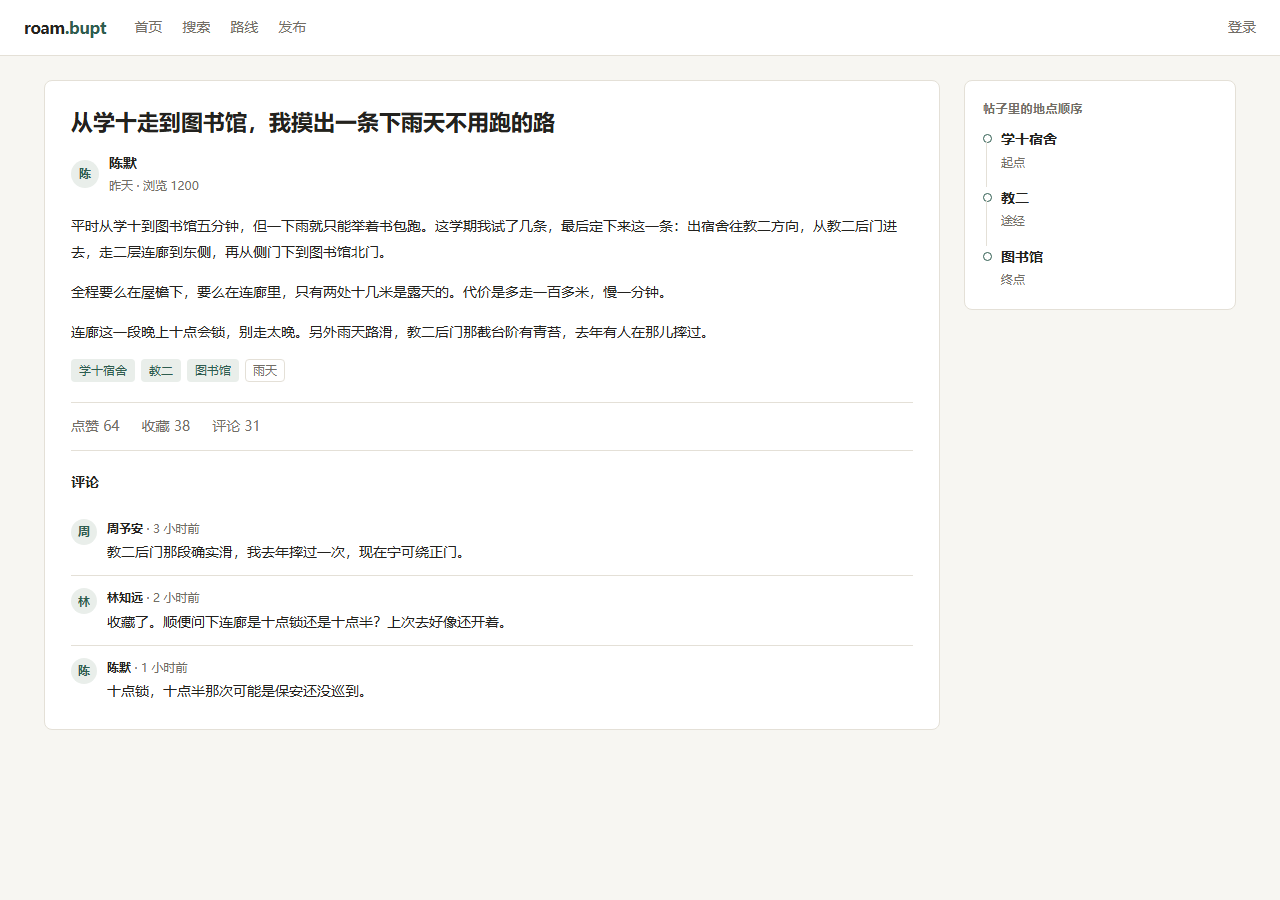 roam.bupt 首页 搜索 路线 发布 登录
从学十走到图书馆，我摸出一条下雨天不用跑的路
陈 陈默
昨天 · 浏览 1200
平时从学十到图书馆五分钟，但一下雨就只能举着书包跑。这学期我试了几条，最后定下来这一条：出宿舍往教二方向，从教二后门进
去，走二层连廊到东侧，再从侧门下到图书馆北门。
全程要么在屋檐下，要么在连廊里，只有两处十几米是露天的。代价是多走一百多米，慢一分钟。
连廊这一段晚上十点会锁，别走太晚。另外雨天路滑，教二后门那截台阶有青苔，去年有人在那儿摔过。
学十宿舍 教二 图书馆 雨天
点赞 64 收藏 38 评论 31
评论
周 周予安 · 3 小时前
教二后门那段确实滑，我去年摔过一次，现在宁可绕正门。
林 林知远 · 2 小时前
收藏了。顺便问下连廊是十点锁还是十点半？上次去好像还开着。
陈 陈默 · 1 小时前
十点锁，十点半那次可能是保安还没巡到。
帖子里的地点顺序
学十宿舍
起点
教二
途经
图书馆
终点